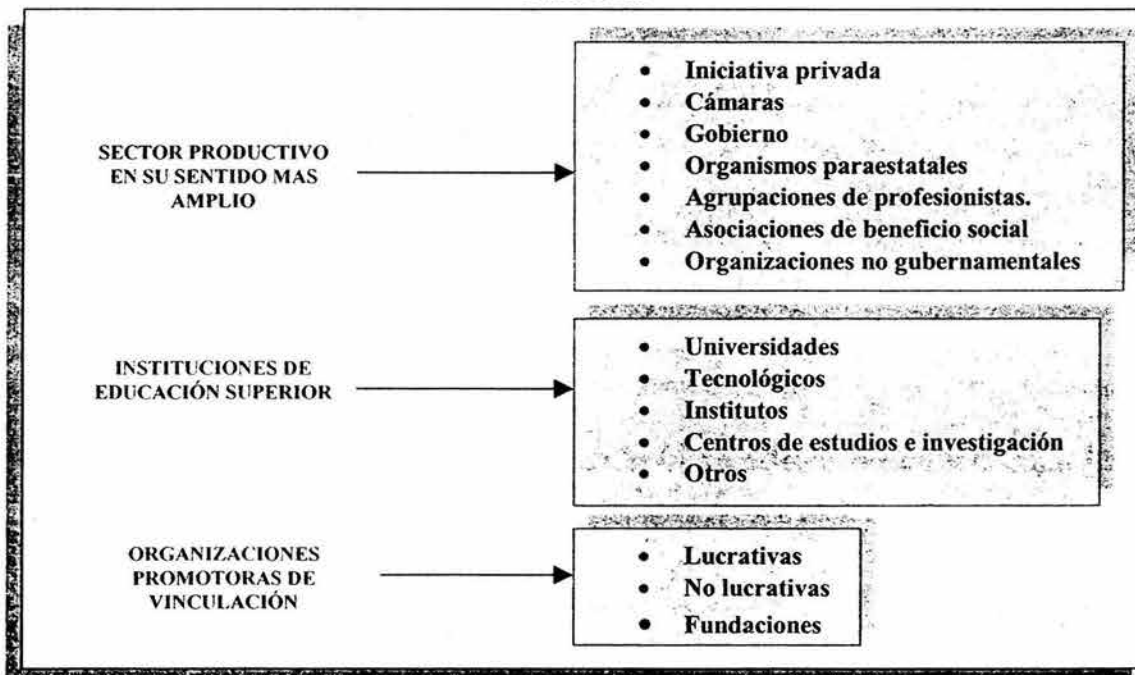 SECTOR PRODUCTIVO
EN SU SENTIDO MAS
AMPLIO
• Iniciativa privada
• Cámaras
• Gobierno
• Organismos paraestatales
• Agrupaciones de profesionistas.
• Asociaciones de beneficio social
• Organizaciones no gubernamentales
INSTITUCIONES DE
EDUCACIÓN SUPERIOR
• Universidades
• Tecnológicos
• Institutos
• Centros de estudios e investigación
• Otros
ORGANIZACIONES
PROMOTORAS DE
VINCULACIÓN
• Lucrativas
• No lucrativas
• Fundaciones